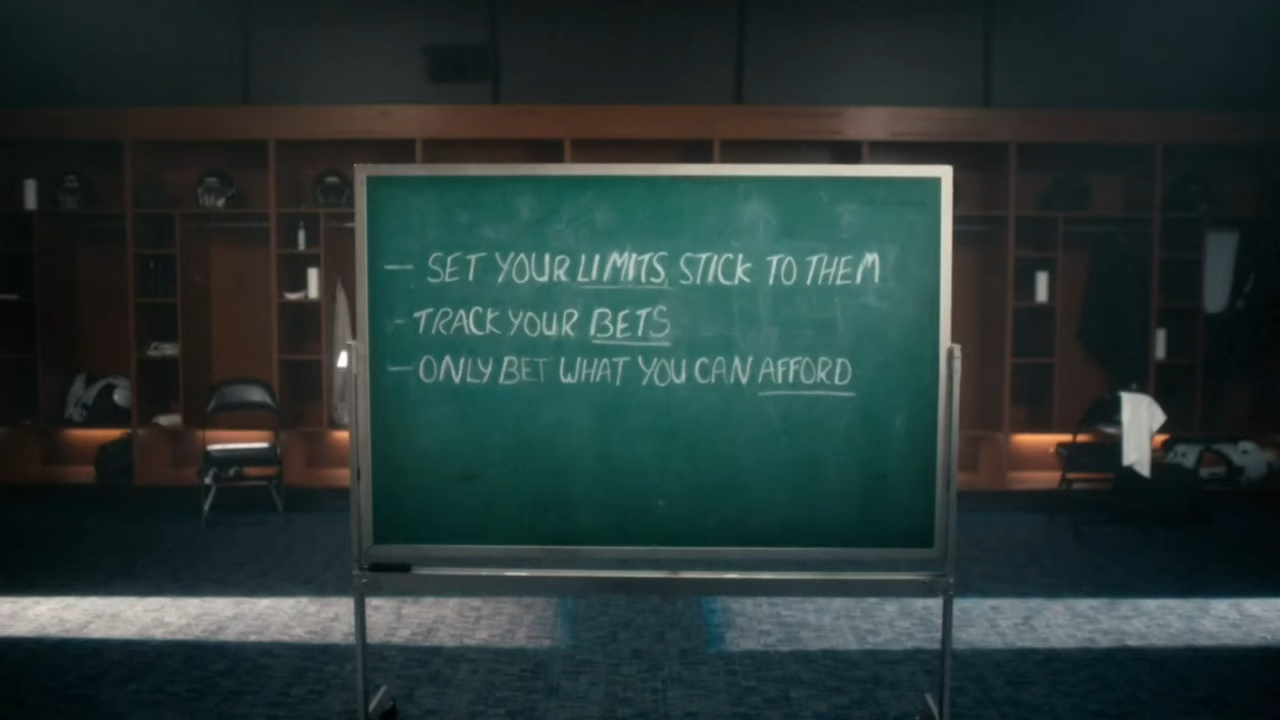 — SET YOUR LIMITS, STICK TO THEM
- TRACK YOUR BETS
— ONLY BET WHAT YOU CAN AFFORD